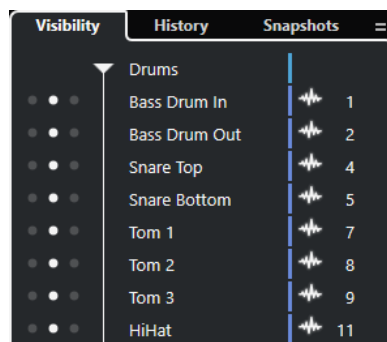 Visibility History Snapshots
Drums
Bass Drum In 1
Bass Drum Out 2
Snare Top 4
Snare Bottom 5
Tom 1 7
Tom 2 8
Tom 3 9
HiHat 11